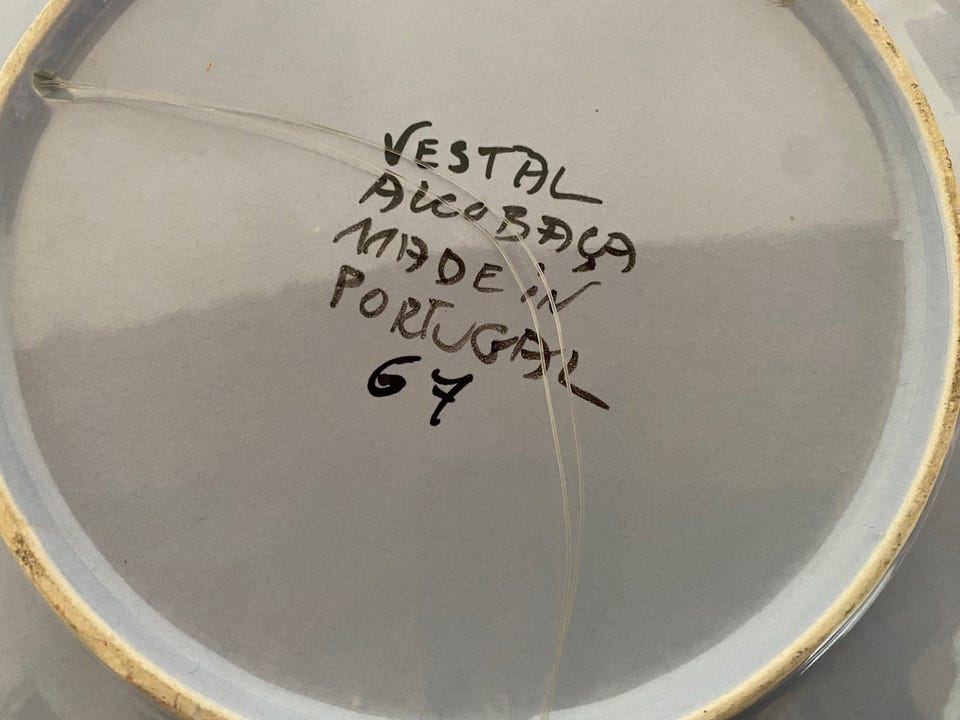 VESTAL
ALCOBAÇA
MADE IN
PORTUGAL
67